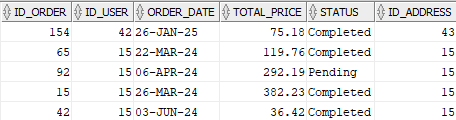 ID_ORDER ID_USER ORDER_DATE TOTAL_PRICE STATUS ID_ADDRESS
154 42 26-JAN-25 75.18 Completed 43
65 15 22-MAR-24 119.76 Completed 15
92 15 06-APR-24 292.19 Pending 15
15 15 26-MAR-24 382.23 Completed 15
42 15 03-JUN-24 36.42 Completed 15